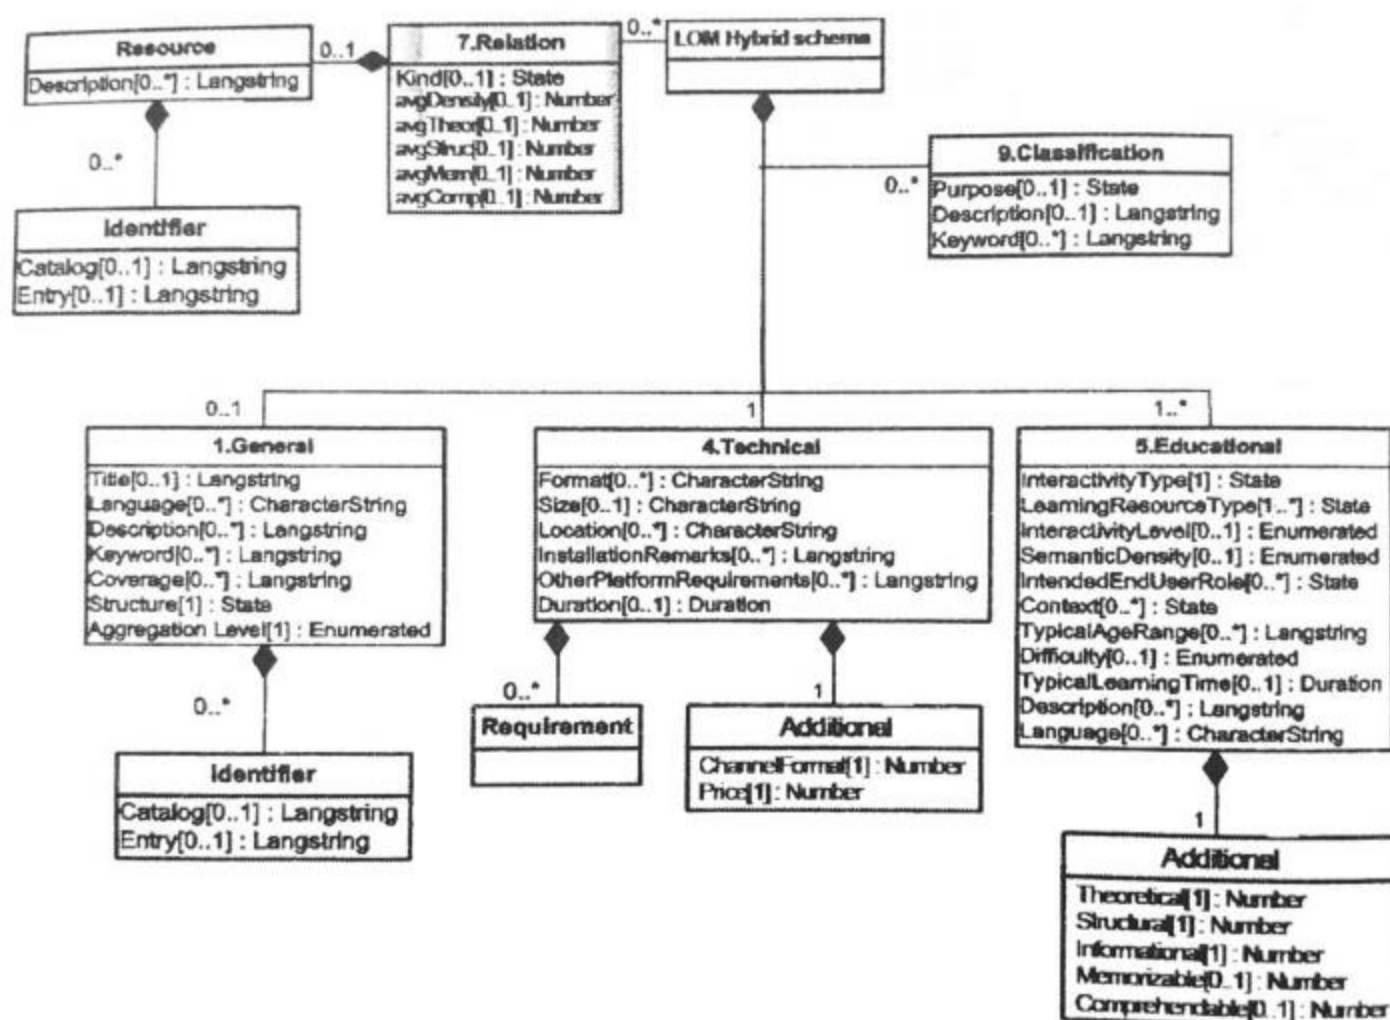 Resource
Description[0..*] : Langstring
0..1
7.Relation
Kind[0..1] : State
avgDensity[0..1] : Number
avgTheor[0..1] : Number
avgStruc[0..1] : Number
avgMem[0..1] : Number
avgComp[0..1] : Number
0..*
LOM Hybrid schema
0..*
Identifier
Catalog[0..1] : Langstring
Entry[0..1] : Langstring
0..*
9.Classification
Purpose[0..1] : State
Description[0..1] : Langstring
Keyword[0..*] : Langstring
0..1
1.General
Title[0..1] : Langstring
Language[0..*] : CharacterString
Description[0..*] : Langstring
Keyword[0..*] : Langstring
Coverage[0..*] : Langstring
Structure[1] : State
Aggregation Level[1] : Enumerated
0..*
Identifier
Catalog[0..1] : Langstring
Entry[0..1] : Langstring
1
4.Technical
Format[0..*] : CharacterString
Size[0..1] : CharacterString
Location[0..*] : CharacterString
InstallationRemarks[0..*] : Langstring
OtherPlatformRequirements[0..*] : Langstring
Duration[0..1] : Duration
0..*
Requirement
1
Additional
ChannelFormat[1] : Number
Price[1] : Number
1..*
5.Educational
InteractivityType[1] : State
LearningResourceType[1..*] : State
InteractivityLevel[0..1] : Enumerated
SemanticDensity[0..1] : Enumerated
IntendedEndUserRole[0..*] : State
Context[0..*] : State
TypicalAgeRange[0..*] : Langstring
Difficulty[0..1] : Enumerated
TypicalLearningTime[0..1] : Duration
Description[0..*] : Langstring
Language[0..*] : CharacterString
1
Additional
Theoretical[1] : Number
Structural[1] : Number
Informational[1] : Number
Memorizable[0..1] : Number
Comprehendable[0..1] : Number